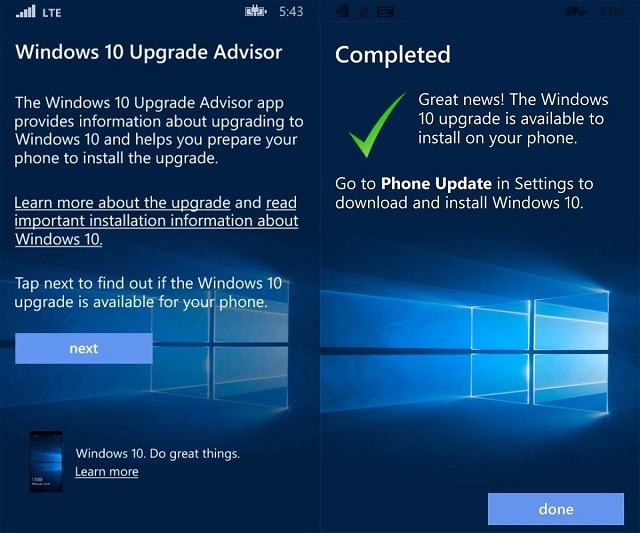 LTE 5:43
Windows 10 Upgrade Advisor
The Windows 10 Upgrade Advisor app
provides information about upgrading to
Windows 10 and helps you prepare your
phone to install the upgrade.
Learn more about the upgrade and read
important installation information about
Windows 10.
Tap next to find out if the Windows 10
upgrade is available for your phone.
next
Windows 10. Do great things.
Learn more
6:06
Completed
Great news! The Windows
10 upgrade is available to
install on your phone.
Go to Phone Update in Settings to
download and install Windows 10.
done